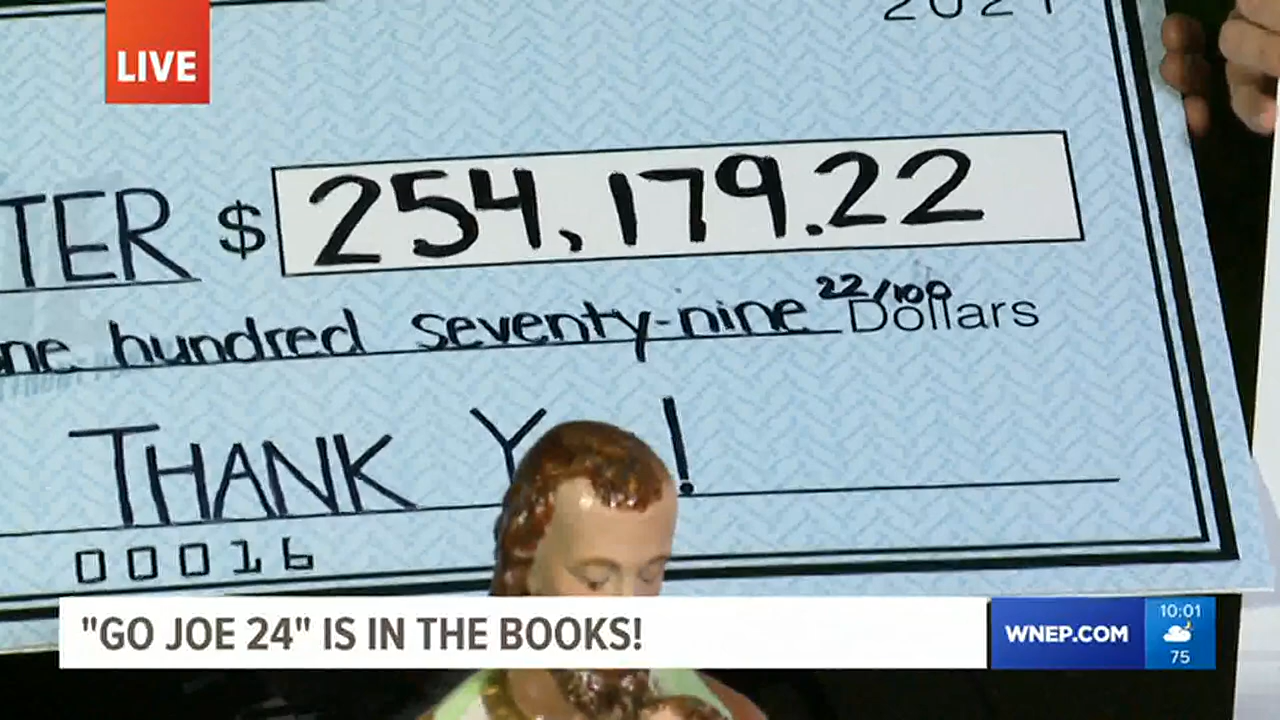 2021
LIVE
TER $ 254,179.22
hundred seventy-nine 22/100 Dollars
THANK !
00016
"GO JOE 24" IS IN THE BOOKS!
WNEP.COM
10:01
75